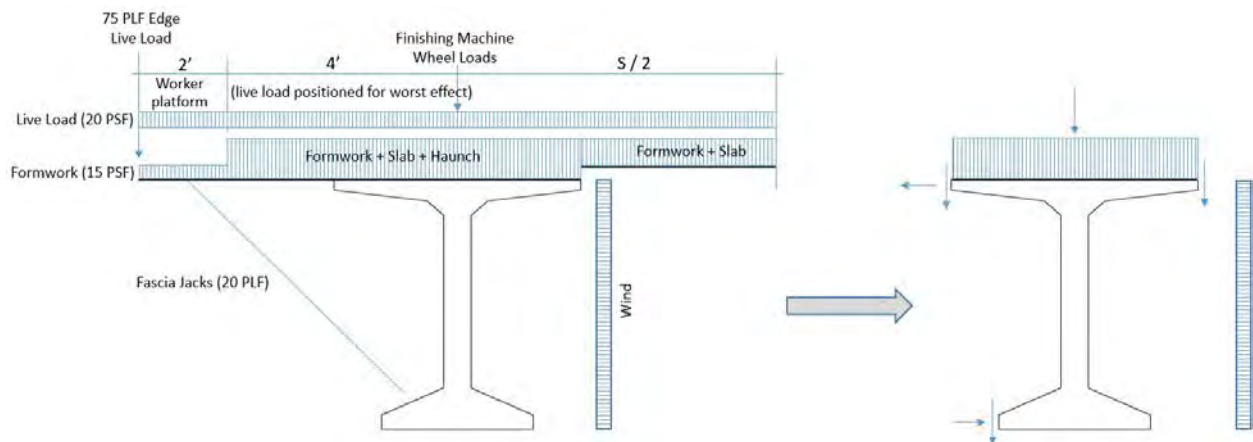 75 PLF Edge
Live Load
2'
Worker
platform
4'
Finishing Machine
Wheel Loads
S / 2
(live load positioned for worst effect)
Live Load (20 PSF)
Formwork + Slab + Haunch
Formwork + Slab
Formwork (15 PSF)
Fascia Jacks (20 PLF)
Wind